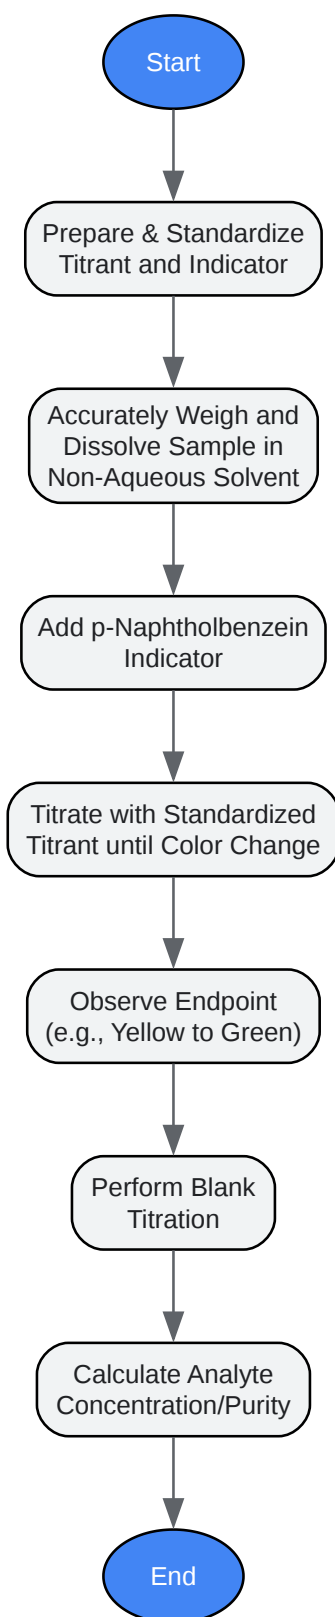 Start
Prepare & Standardize
Titrant and Indicator
Accurately Weigh and
Dissolve Sample in
Non-Aqueous Solvent
Add p-Naphtholbenzein
Indicator
Titrate with Standardized
Titrant until Color Change
Observe Endpoint
(e.g., Yellow to Green)
Perform Blank
Titration
Calculate Analyte
Concentration/Purity
End